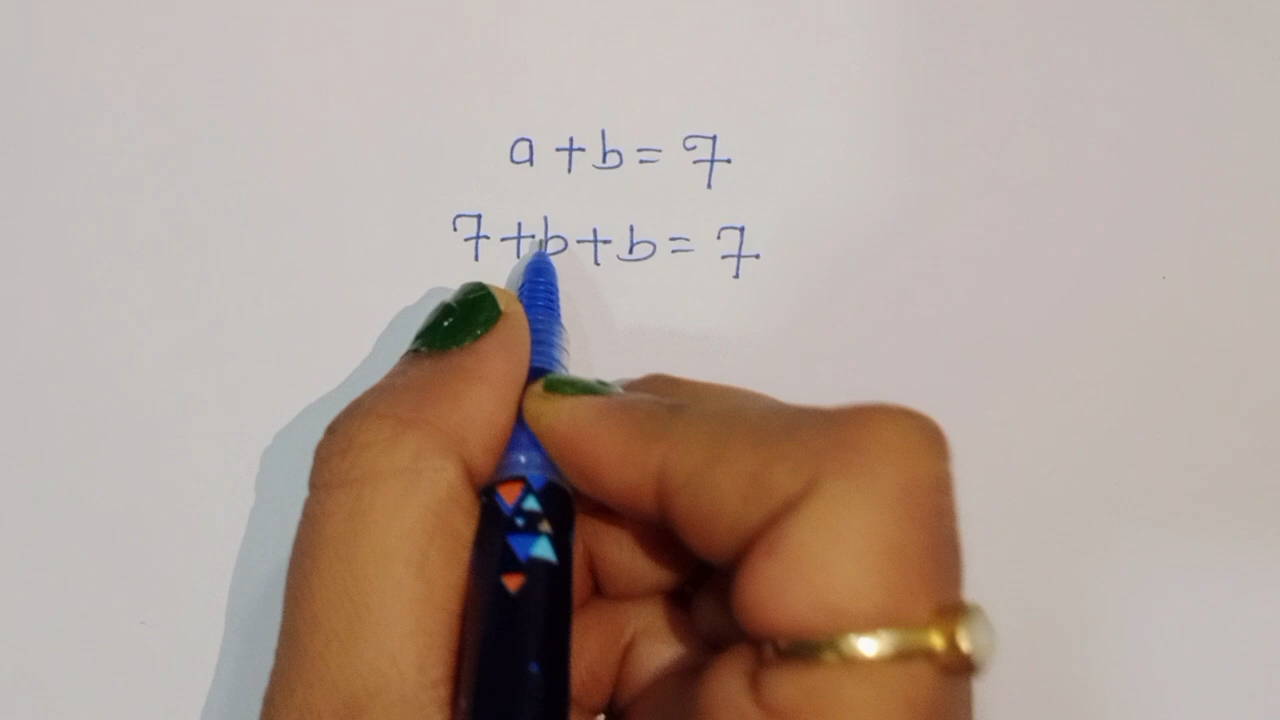 a + b = 7
7 + b + b = 7